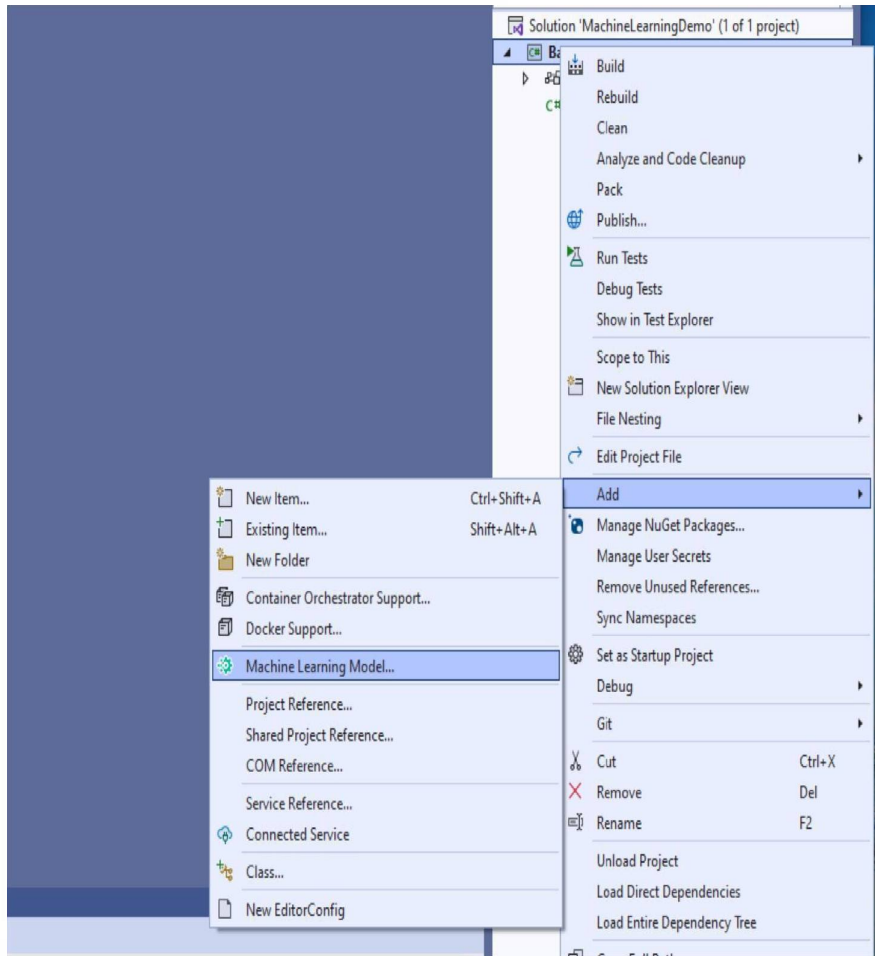 Solution 'MachineLearningDemo' (1 of 1 project)
C# Ba
C#
Build
Rebuild
Clean
Analyze and Code Cleanup
Pack
Publish...
Run Tests
Debug Tests
Show in Test Explorer
Scope to This
New Solution Explorer View
File Nesting
Edit Project File
Add
Manage NuGet Packages...
Manage User Secrets
Remove Unused References...
Sync Namespaces
Set as Startup Project
Debug
Git
Cut Ctrl+X
Remove Del
Rename F2
Unload Project
Load Direct Dependencies
Load Entire Dependency Tree
New Item... Ctrl+Shift+A
Existing Item... Shift+Alt+A
New Folder
Container Orchestrator Support...
Docker Support...
Machine Learning Model...
Project Reference...
Shared Project Reference...
COM Reference...
Service Reference...
Connected Service
Class...
New EditorConfig